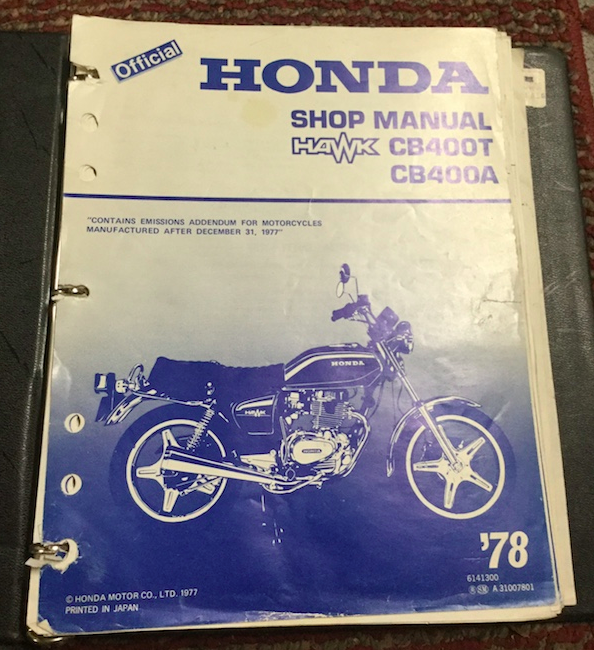 Official
HONDA
SHOP MANUAL
HAWK CB400T
CB400A
"CONTAINS EMISSIONS ADDENDUM FOR MOTORCYCLES
MANUFACTURED AFTER DECEMBER 31, 1977"
HONDA
HAWK
'78
6141300
A 31007801
© HONDA MOTOR CO., LTD. 1977
PRINTED IN JAPAN